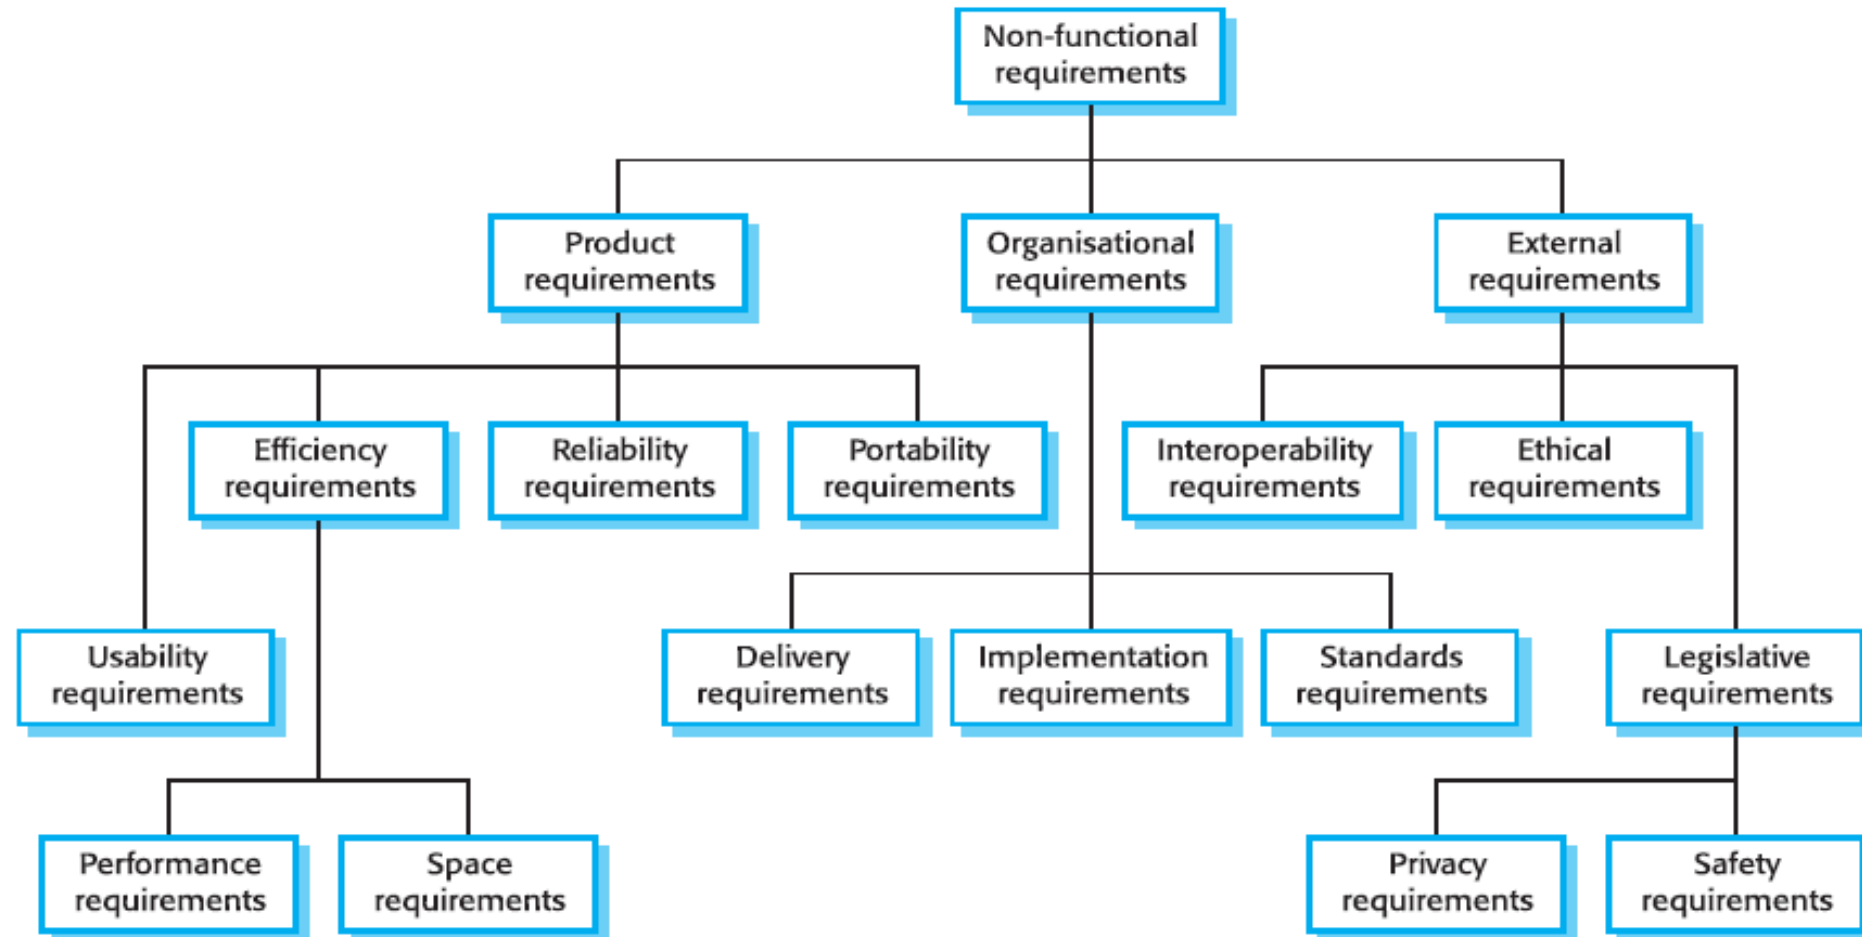 Non-functional
requirements
Product
requirements
Organisational
requirements
External
requirements
Efficiency
requirements
Reliability
requirements
Portability
requirements
Interoperability
requirements
Ethical
requirements
Usability
requirements
Delivery
requirements
Implementation
requirements
Standards
requirements
Legislative
requirements
Performance
requirements
Space
requirements
Privacy
requirements
Safety
requirements